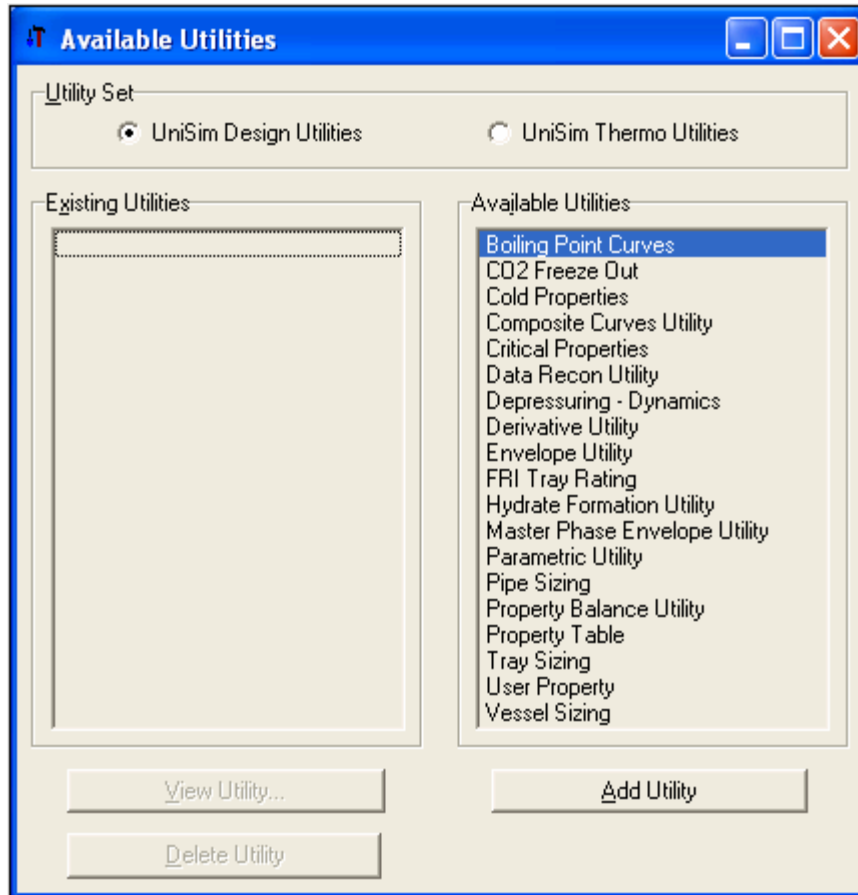 Available Utilities
Utility Set
UniSim Design Utilities
UniSim Thermo Utilities
Existing Utilities
Available Utilities
Boiling Point Curves
CO2 Freeze Out
Cold Properties
Composite Curves Utility
Critical Properties
Data Recon Utility
Depressuring - Dynamics
Derivative Utility
Envelope Utility
FRI Tray Rating
Hydrate Formation Utility
Master Phase Envelope Utility
Parametric Utility
Pipe Sizing
Property Balance Utility
Property Table
Tray Sizing
User Property
Vessel Sizing
View Utility...
Add Utility
Delete Utility